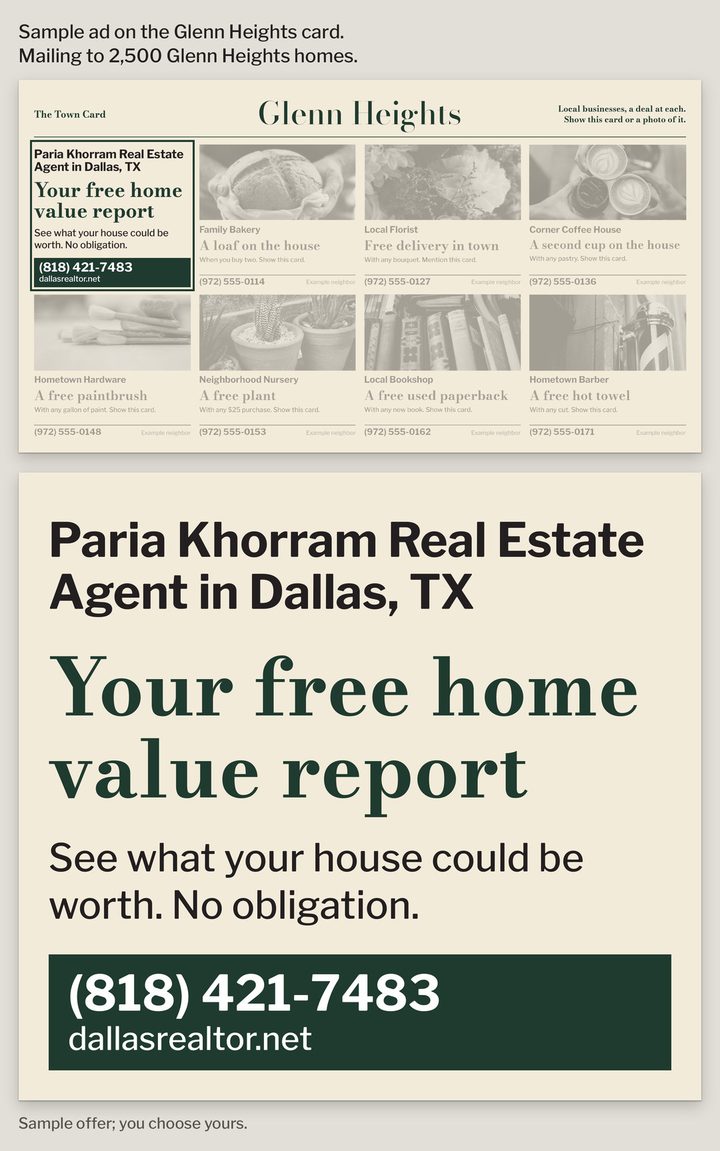 Sample ad on the Glenn Heights card.
Mailing to 2,500 Glenn Heights homes.
The Town Card
Glenn Heights
Local businesses, a deal at each.
Show this card or a photo of it.
Paria Khorram Real Estate
Agent in Dallas, TX
Your free home
value report
See what your house could be
worth. No obligation.
(818) 421-7483
dallasrealtor.net
Family Bakery
A loaf on the house
When you buy two. Show this card.
(972) 555-0114
Example neighbor
Local Florist
Free delivery in town
With any bouquet. Mention this card.
(972) 555-0127
Example neighbor
Corner Coffee House
A second cup on the house
With any pastry. Show this card.
(972) 555-0136
Example neighbor
Hometown Hardware
A free paintbrush
With any gallon of paint. Show this card.
(972) 555-0148
Example neighbor
Neighborhood Nursery
A free plant
With any $25 purchase. Show this card.
(972) 555-0153
Example neighbor
Local Bookshop
A free used paperback
With any new book. Show this card.
(972) 555-0162
Example neighbor
Hometown Barber
A free hot towel
With any cut. Show this card.
(972) 555-0171
Example neighbor
Paria Khorram Real Estate
Agent in Dallas, TX
Your free home
value report
See what your house could be
worth. No obligation.
(818) 421-7483
dallasrealtor.net
Sample offer; you choose yours.